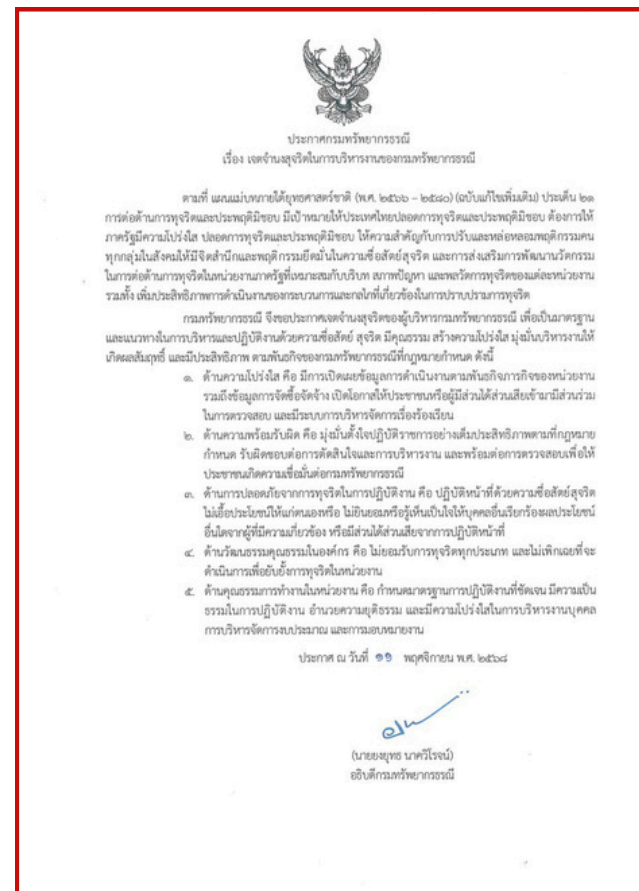 ประกาศกรมทรัพยากรธรณี
เรื่อง เจตจำนงสุจริตในการบริหารงานของกรมทรัพยากรธรณี
ตามที่ แผนแม่บทภายใต้ยุทธศาสตร์ชาติ (พ.ศ. ๒๕๖๖ – ๒๕๘๐) (ฉบับแก้ไขเพิ่มเติม) ประเด็น ๒๑
การต่อต้านการทุจริตและประพฤติมิชอบ มีเป้าหมายให้ประเทศไทยปลอดการทุจริตและประพฤติมิชอบ ต้องการให้
ภาครัฐมีความโปร่งใส ปลอดการทุจริตและประพฤติมิชอบ ให้ความสำคัญกับการปรับและหล่อหลอมพฤติกรรมคน
ทุกกลุ่มในสังคมให้มีจิตสำนึกและพฤติกรรมยึดมั่นในความซื่อสัตย์สุจริต และการส่งเสริมการพัฒนานวัตกรรม
ในการต่อต้านการทุจริตในหน่วยงานภาครัฐที่เหมาะสมกับบริบท สภาพปัญหา และพลวัตการทุจริตของแต่ละหน่วยงาน
รวมทั้ง เพิ่มประสิทธิภาพการดำเนินงานของกระบวนการและกลไกที่เกี่ยวข้องในการปราบปรามการทุจริต
กรมทรัพยากรธรณี จึงขอประกาศเจตจำนงสุจริตของผู้บริหารกรมทรัพยากรธรณี เพื่อเป็นมาตรฐาน
และแนวทางในการบริหารและปฏิบัติงานด้วยความซื่อสัตย์ สุจริต มีคุณธรรม สร้างความโปร่งใส มุ่งมั่นบริหารงานให้
เกิดผลสัมฤทธิ์ และมีประสิทธิภาพ ตามพันธกิจของกรมทรัพยากรธรณีที่กฎหมายกำหนด ดังนี้
๑. ด้านความโปร่งใส คือ มีการเปิดเผยข้อมูลการดำเนินงานตามพันธกิจภารกิจของหน่วยงาน
รวมถึงข้อมูลการจัดซื้อจัดจ้าง เปิดโอกาสให้ประชาชนหรือผู้มีส่วนได้ส่วนเสียเข้ามามีส่วนร่วม
ในการตรวจสอบ และมีระบบการบริหารจัดการเรื่องร้องเรียน
๒. ด้านความพร้อมรับผิด คือ มุ่งมั่นตั้งใจปฏิบัติราชการอย่างเต็มประสิทธิภาพตามที่กฎหมาย
กำหนด รับผิดชอบต่อการตัดสินใจและการบริหารงาน และพร้อมต่อการตรวจสอบเพื่อให้
ประชาชนเกิดความเชื่อมั่นต่อกรมทรัพยากรธรณี
๓. ด้านการปลอดภัยจากการทุจริตในการปฏิบัติงาน คือ ปฏิบัติหน้าที่ด้วยความซื่อสัตย์สุจริต
ไม่เอื้อประโยชน์ให้แก่ตนเองหรือ ไม่ยินยอมหรือรู้เห็นเป็นใจให้บุคคลอื่นเรียกร้องผลประโยชน์
อื่นใดจากผู้ที่มีความเกี่ยวข้อง หรือมีส่วนได้ส่วนเสียจากการปฏิบัติหน้าที่
๔. ด้านวัฒนธรรมคุณธรรมในองค์กร คือ ไม่ยอมรับการทุจริตทุกประเภท และไม่เพิกเฉยที่จะ
ดำเนินการเพื่อยับยั้งการทุจริตในหน่วยงาน
๕. ด้านคุณธรรมการทำงานในหน่วยงาน คือ กำหนดมาตรฐานการปฏิบัติงานที่ชัดเจน มีความเป็น
ธรรมในการปฏิบัติงาน อำนวยความยุติธรรม และมีความโปร่งใสในการบริหารงานบุคคล
การบริหารจัดการงบประมาณ และการมอบหมายงาน
ประกาศ ณ วันที่ ๑๑ พฤศจิกายน พ.ศ. ๒๕๖๘
(นายยงยุทธ นาควิโรจน์)
อธิบดีกรมทรัพยากรธรณี